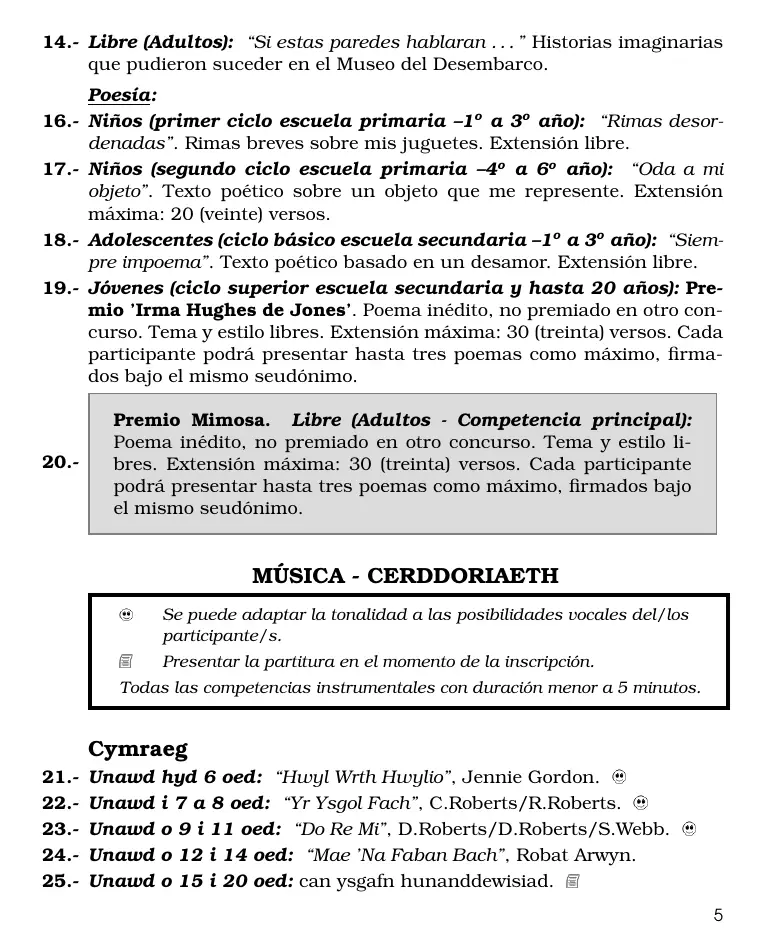 14.- Libre (Adultos): “Si estas paredes hablaran . . . ” Historias imaginarias
que pudieron suceder en el Museo del Desembarco.
Poesía:
16.- Niños (primer ciclo escuela primaria –1º a 3º año): “Rimas desor-
denadas”. Rimas breves sobre mis juguetes. Extensión libre.
17.- Niños (segundo ciclo escuela primaria –4º a 6º año): “Oda a mi
objeto”. Texto poético sobre un objeto que me represente. Extensión
máxima: 20 (veinte) versos.
18.- Adolescentes (ciclo básico escuela secundaria –1º a 3º año): “Siem-
pre impoema”. Texto poético basado en un desamor. Extensión libre.
19.- Jóvenes (ciclo superior escuela secundaria y hasta 20 años): Pre-
mio ’Irma Hughes de Jones’. Poema inédito, no premiado en otro con-
curso. Tema y estilo libres. Extensión máxima: 30 (treinta) versos. Cada
participante podrá presentar hasta tres poemas como máximo, firma-
dos bajo el mismo seudónimo.
Premio Mimosa. Libre (Adultos - Competencia principal):
Poema inédito, no premiado en otro concurso. Tema y estilo li-
20.- bres. Extensión máxima: 30 (treinta) versos. Cada participante
podrá presentar hasta tres poemas como máximo, firmados bajo
el mismo seudónimo.
MÚSICA - CERDDORIAETH
Se puede adaptar la tonalidad a las posibilidades vocales del/los
participante/s.
Presentar la partitura en el momento de la inscripción.
Todas las competencias instrumentales con duración menor a 5 minutos.
Cymraeg
21.- Unawd hyd 6 oed: “Hwyl Wrth Hwylio”, Jennie Gordon.
22.- Unawd i 7 a 8 oed: “Yr Ysgol Fach”, C.Roberts/R.Roberts.
23.- Unawd o 9 i 11 oed: “Do Re Mi”, D.Roberts/D.Roberts/S.Webb.
24.- Unawd o 12 i 14 oed: “Mae ’Na Faban Bach”, Robat Arwyn.
25.- Unawd o 15 i 20 oed: can ysgafn hunanddewisiad.
5